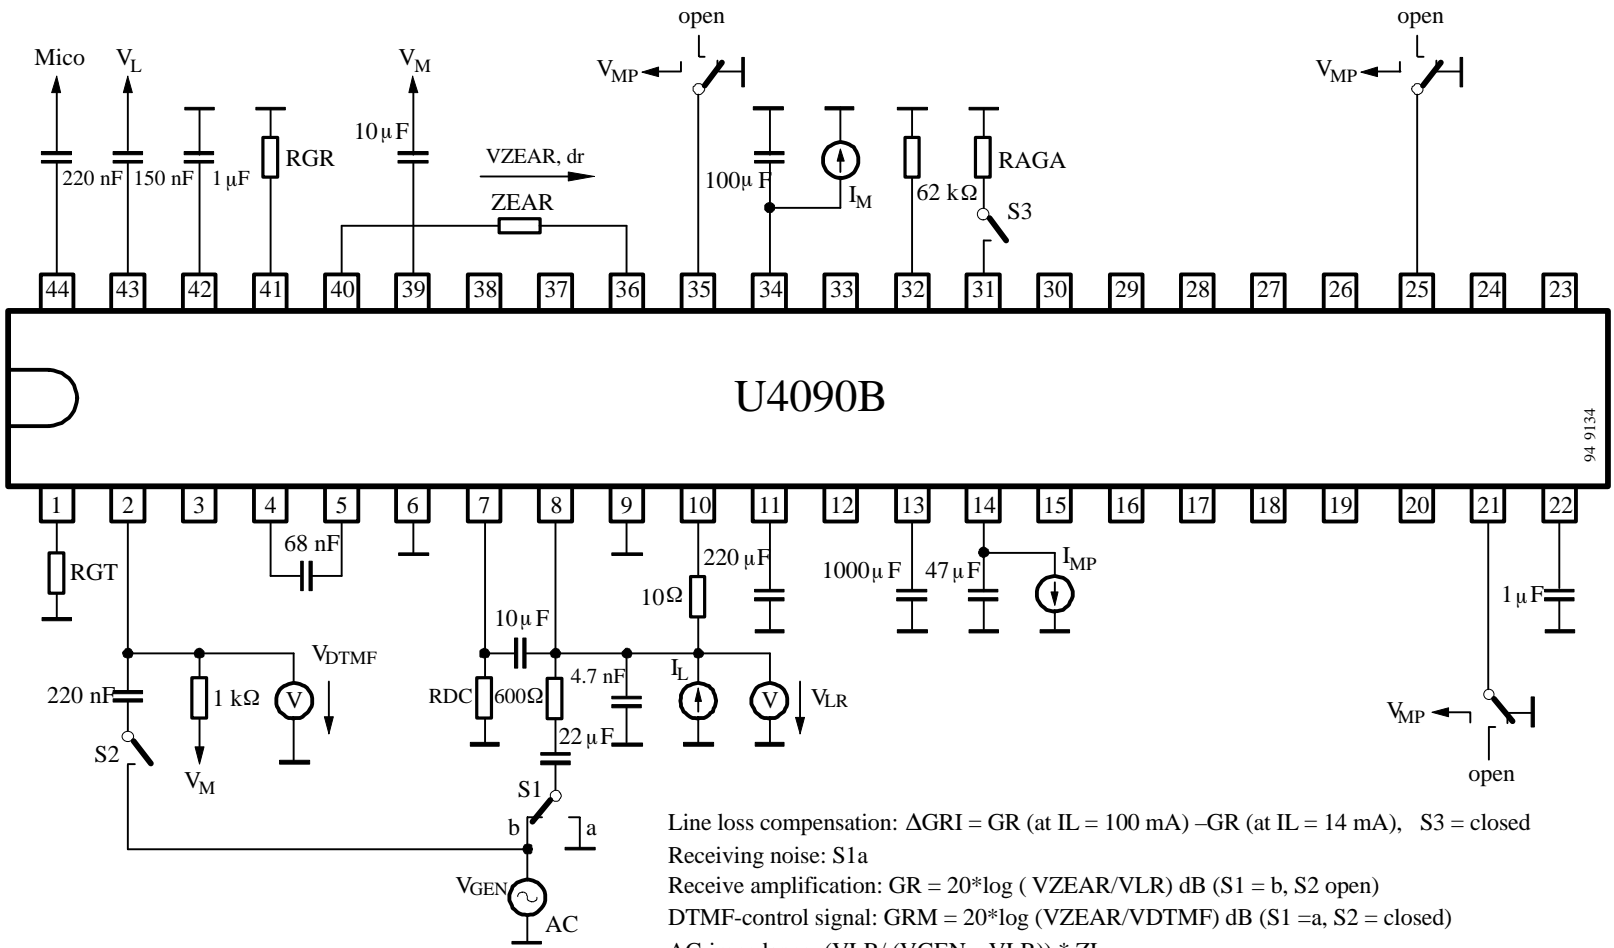 open
open
Mico
VL
VM
VMP
VMP
10 μF
RGR
VZEAR, dr
ZEAR
220 nF
150 nF
1 μF
100μ F
IM
62 kΩ
RAGA
S3
44 43 42 41 40 39 38 37 36 35 34 33 32 31 30 29 28 27 26 25 24 23
U4090B
94 9134
1 2 3 4 5 6 7 8 9 10 11 12 13 14 15 16 17 18 19 20 21 22
RGT
68 nF
10Ω
220 μF
1000μ F
47μF
IMP
1 μF
10μ F
VDTMF
220 nF
1 kΩ
V
RDC
600Ω
4.7 nF
IL
V
VLR
VMP
S2
VM
22μ F
open
S1
b
a
VGEN
AC
Line loss compensation: ΔGRI = GR (at IL = 100 mA) –GR (at IL = 14 mA), S3 = closed
Receiving noise: S1a
Receive amplification: GR = 20*log ( VZEAR/VLR) dB (S1 = b, S2 open)
DTMF-control signal: GRM = 20*log (VZEAR/VDTMF) dB (S1 =a, S2 = closed)